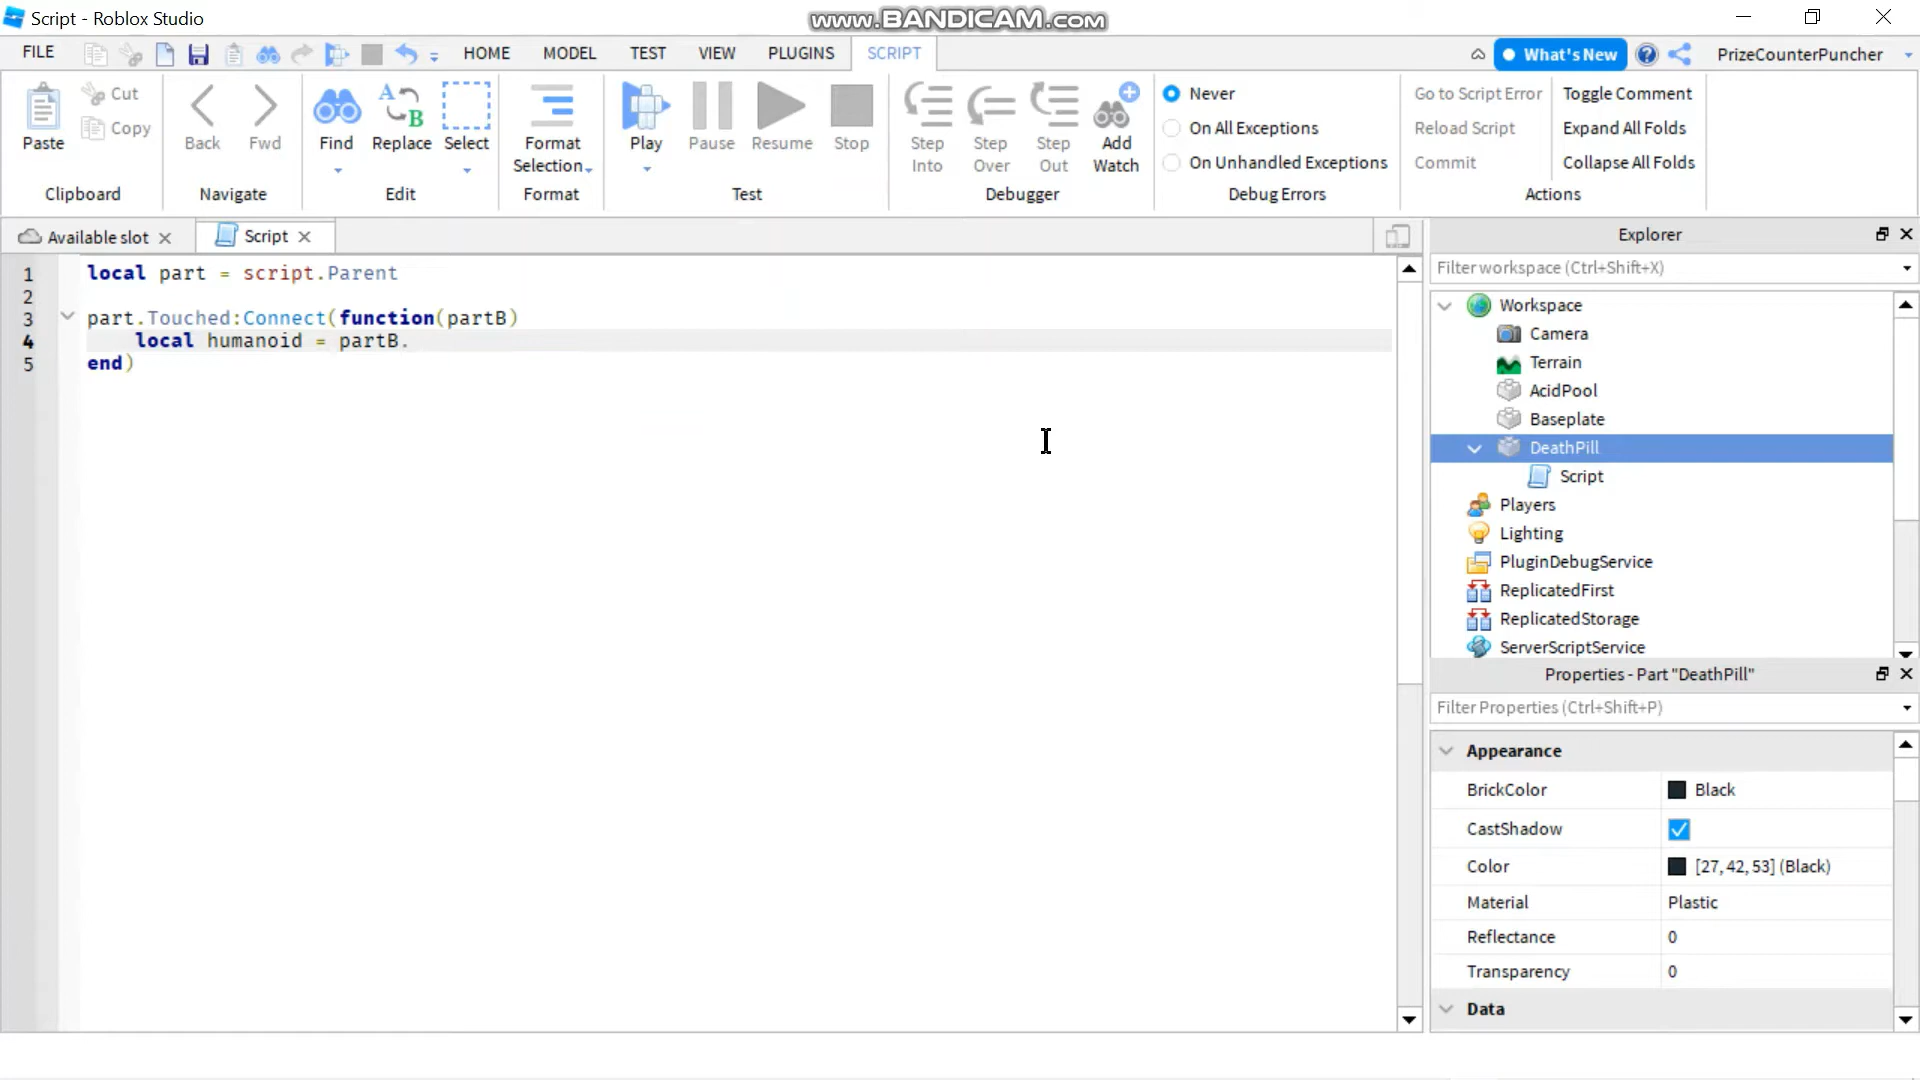 Script - Roblox Studio
www.BANDICAM.com
FILE
HOME
MODEL
TEST
VIEW
PLUGINS
SCRIPT
What's New
PrizeCounterPuncher
Paste
Cut
Copy
Clipboard
Back
Fwd
Navigate
Find
Replace
Select
Edit
Format
Selection
Format
Play
Pause
Resume
Stop
Test
Step
Into
Step
Over
Step
Out
Add
Watch
Debugger
Never
On All Exceptions
On Unhandled Exceptions
Debug Errors
Go to Script Error
Reload Script
Commit
Toggle Comment
Expand All Folds
Collapse All Folds
Actions
Available slot
Script
1 local part = script.Parent
2
3 part.Touched:Connect(function(partB)
4 local humanoid = partB.
5 end)
Explorer
Filter workspace (Ctrl+Shift+X)
Workspace
Camera
Terrain
AcidPool
Baseplate
DeathPill
Script
Players
Lighting
PluginDebugService
ReplicatedFirst
ReplicatedStorage
ServerScriptService
Properties - Part "DeathPill"
Filter Properties (Ctrl+Shift+P)
Appearance
BrickColor Black
CastShadow
Color [27, 42, 53] (Black)
Material Plastic
Reflectance 0
Transparency 0
Data